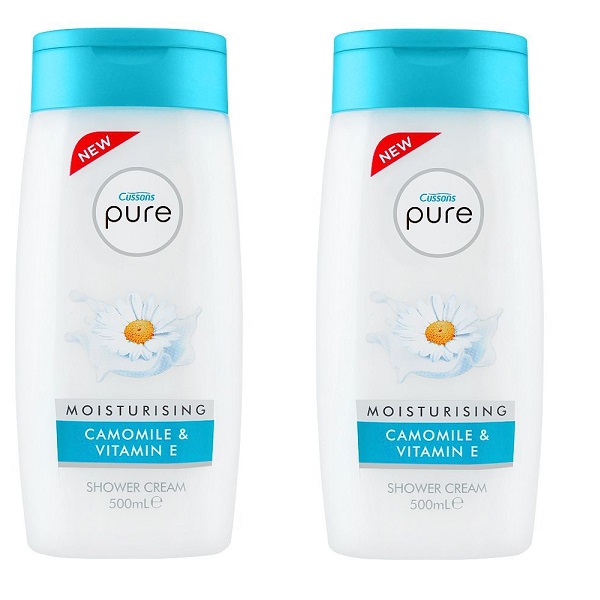 NEW
Cussons
pure
MOISTURISING
CAMOMILE &
VITAMIN E
SHOWER CREAM
500mL℮
NEW
Cussons
pure
MOISTURISING
CAMOMILE &
VITAMIN E
SHOWER CREAM
500mL℮